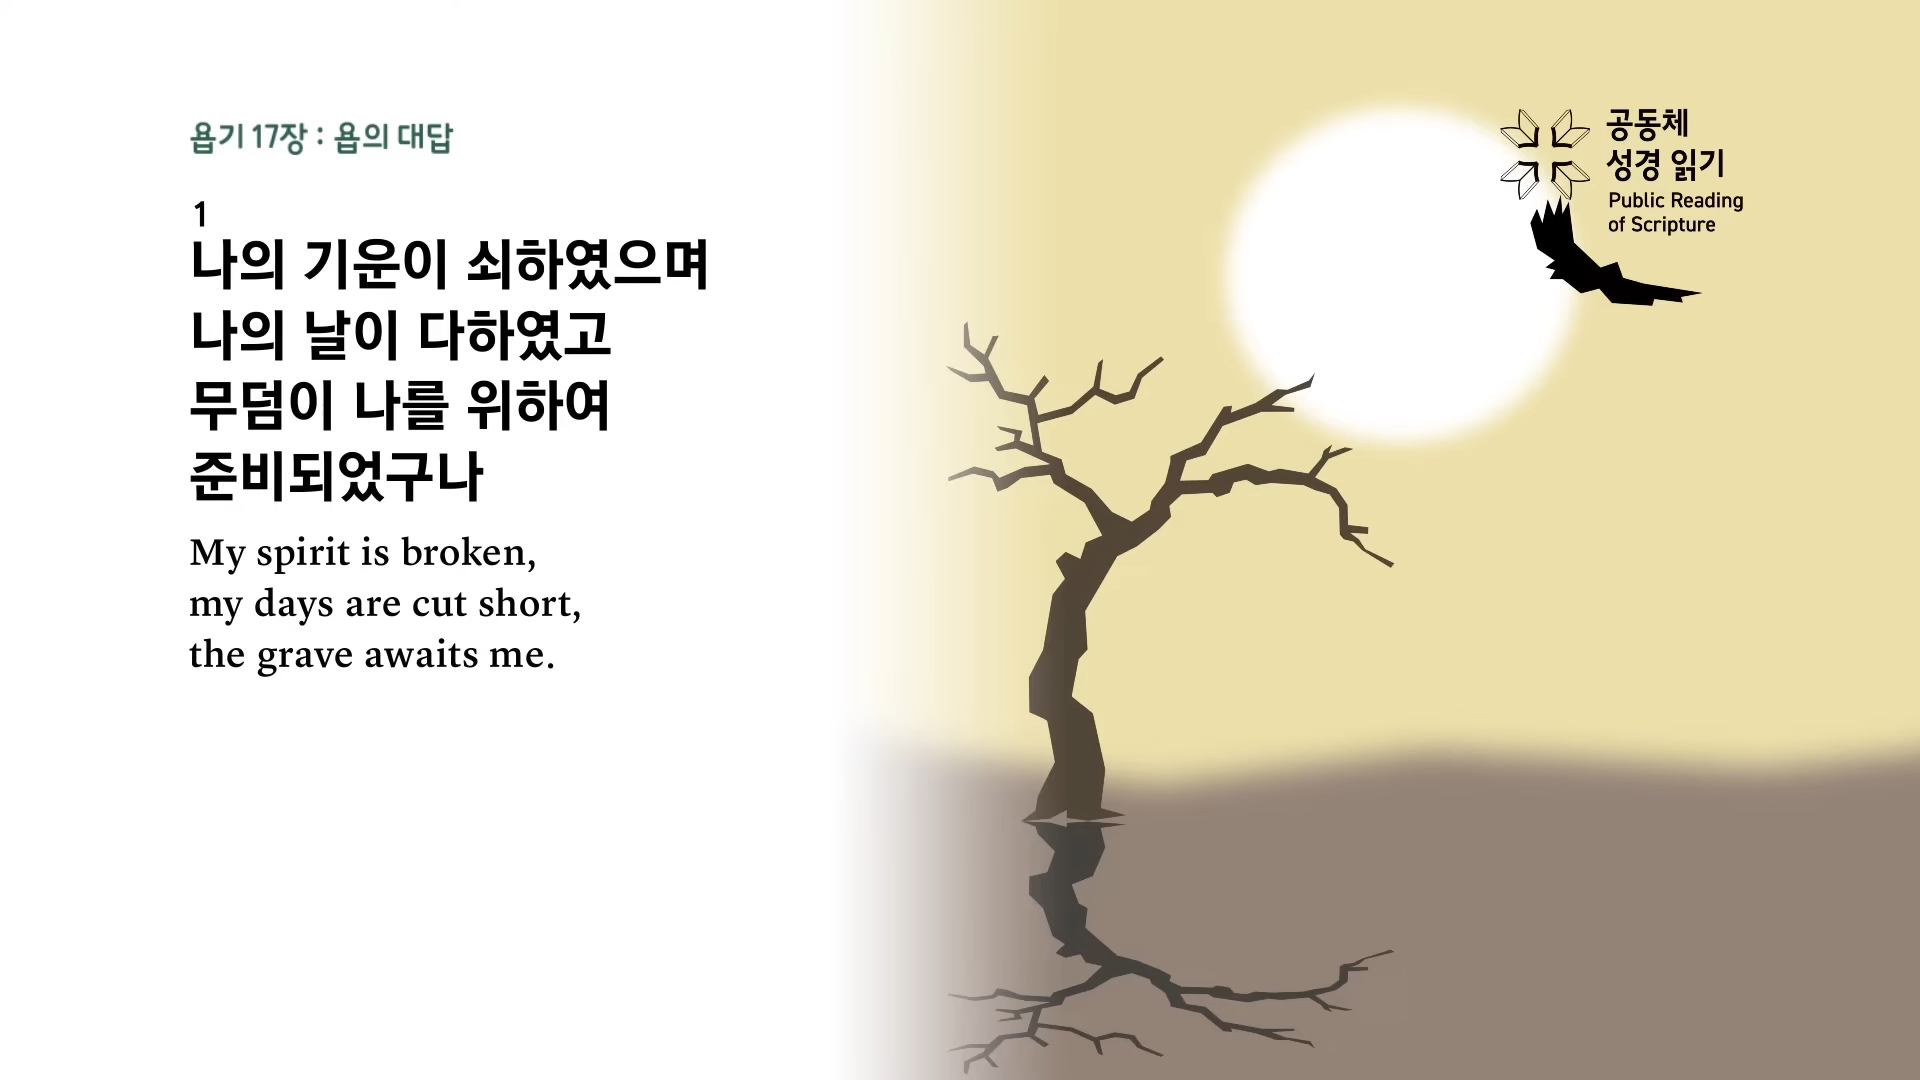 욥기 17장 : 욥의 대답
1
나의 기운이 쇠하였으며
나의 날이 다하였고
무덤이 나를 위하여
준비되었구나
My spirit is broken,
my days are cut short,
the grave awaits me.
공동체
성경 읽기
Public Reading
of Scripture